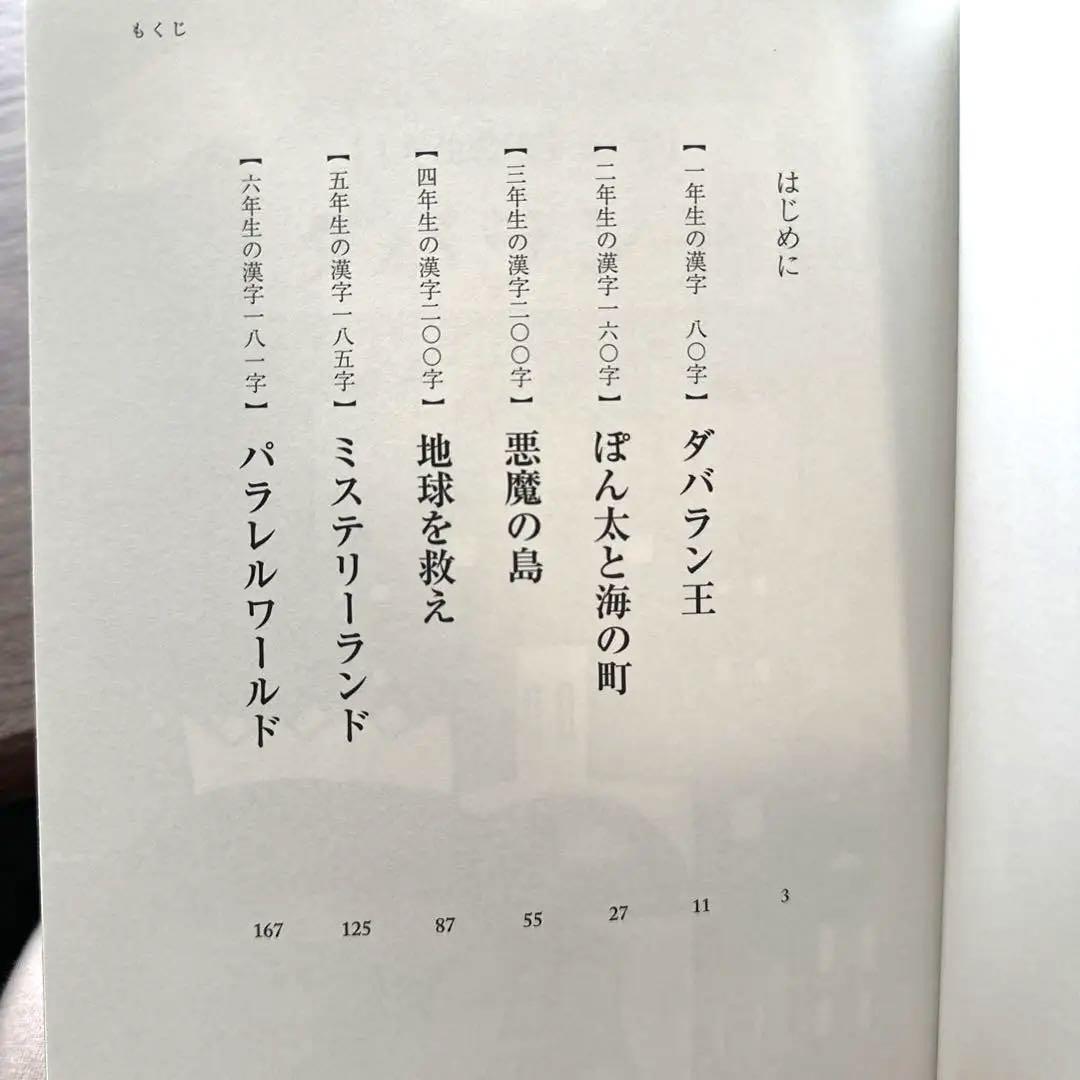 もくじ
はじめに 3
【一年生の漢字 八〇字】 ダバラン王 11
【二年生の漢字一六〇字】 ぽん太と海の町 27
【三年生の漢字二〇〇字】 悪魔の島 55
【四年生の漢字二〇〇字】 地球を救え 87
【五年生の漢字一八五字】 ミステリーランド 125
【六年生の漢字一八一字】 パラレルワールド 167